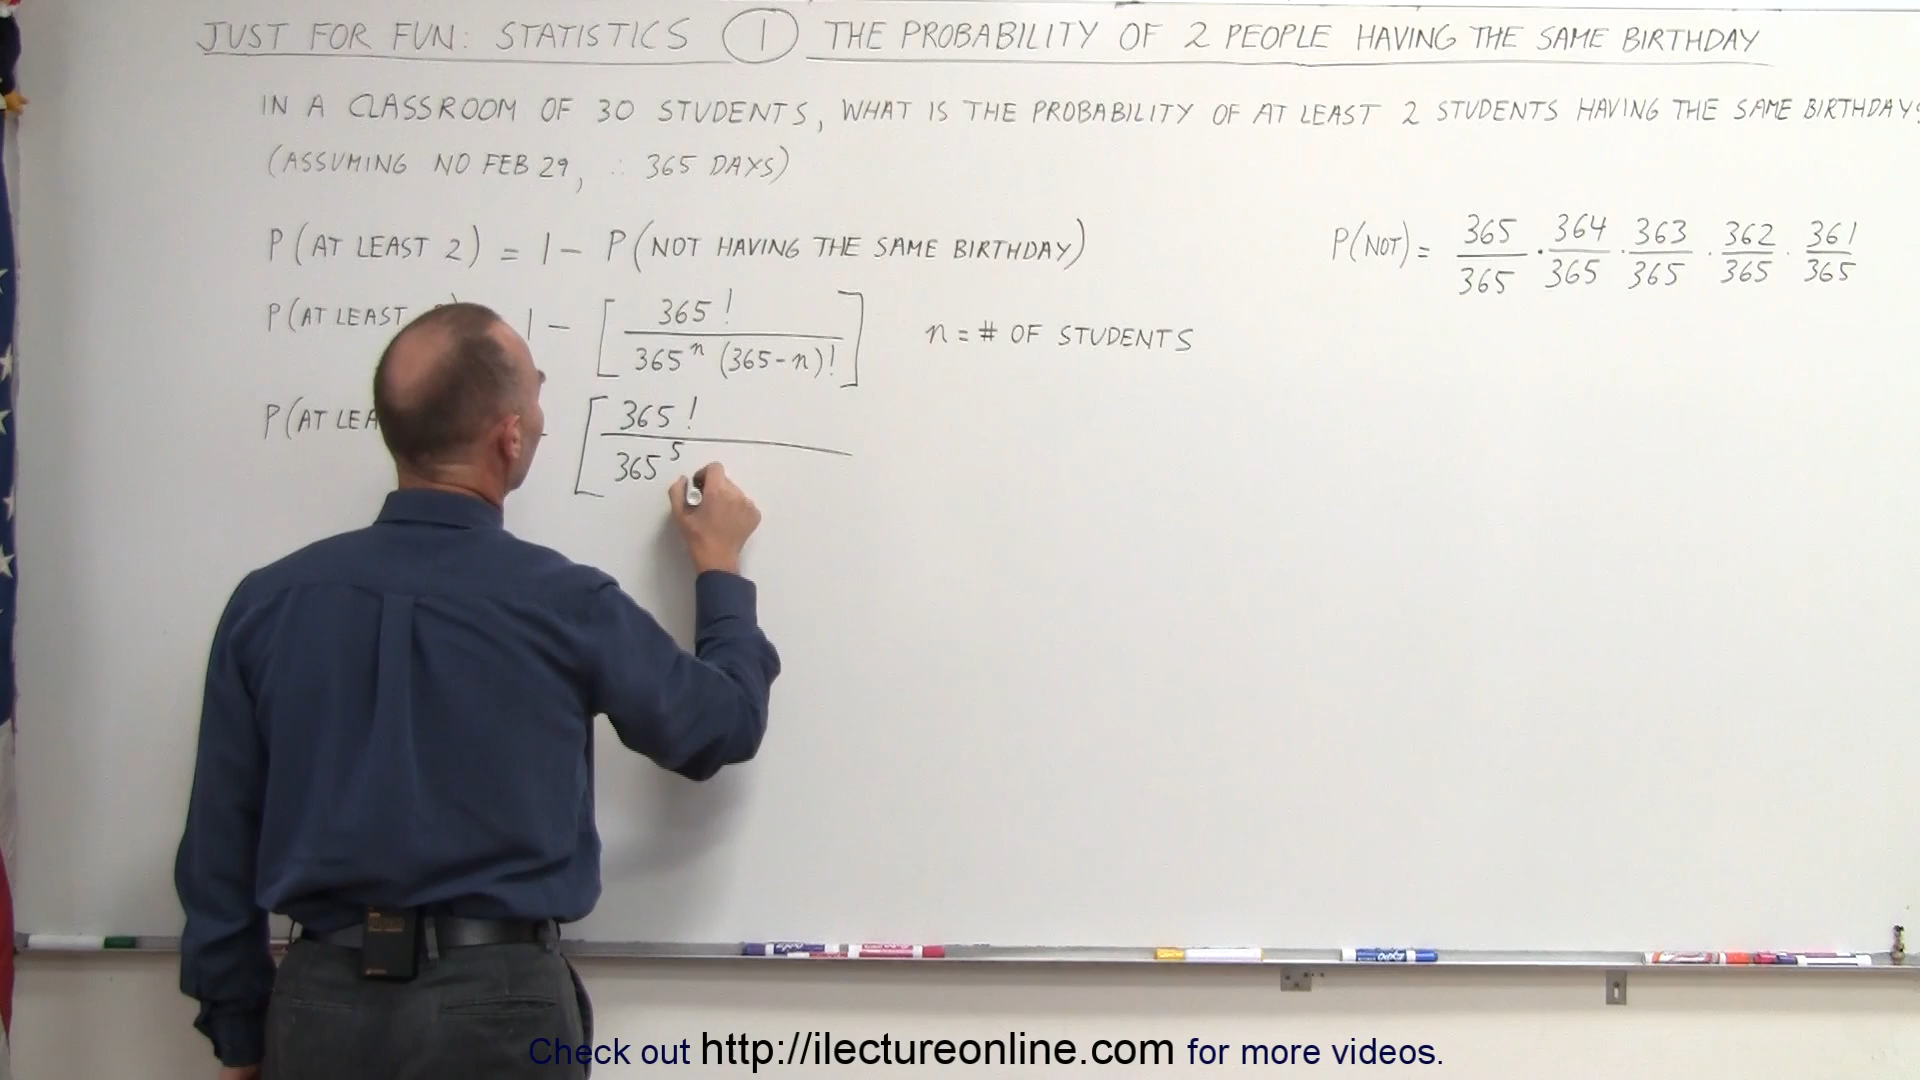 JUST FOR FUN: STATISTICS 1 THE PROBABILITY OF 2 PEOPLE HAVING THE SAME BIRTHDAY
IN A CLASSROOM OF 30 STUDENTS, WHAT IS THE PROBABILITY OF AT LEAST 2 STUDENTS HAVING THE SAME BIRTHDAY?
(ASSUMING NO FEB 29, ∴ 365 DAYS)
P(AT LEAST 2) = 1 - P(NOT HAVING THE SAME BIRTHDAY)
P(NOT) = 365/365 · 364/365 · 363/365 · 362/365 · 361/365
P(AT LEAST 1 - [365! / 365^n (365-n)!] n = # OF STUDENTS
P(AT LEA - [365! / 365^5
Check out http://ilectureonline.com for more videos.